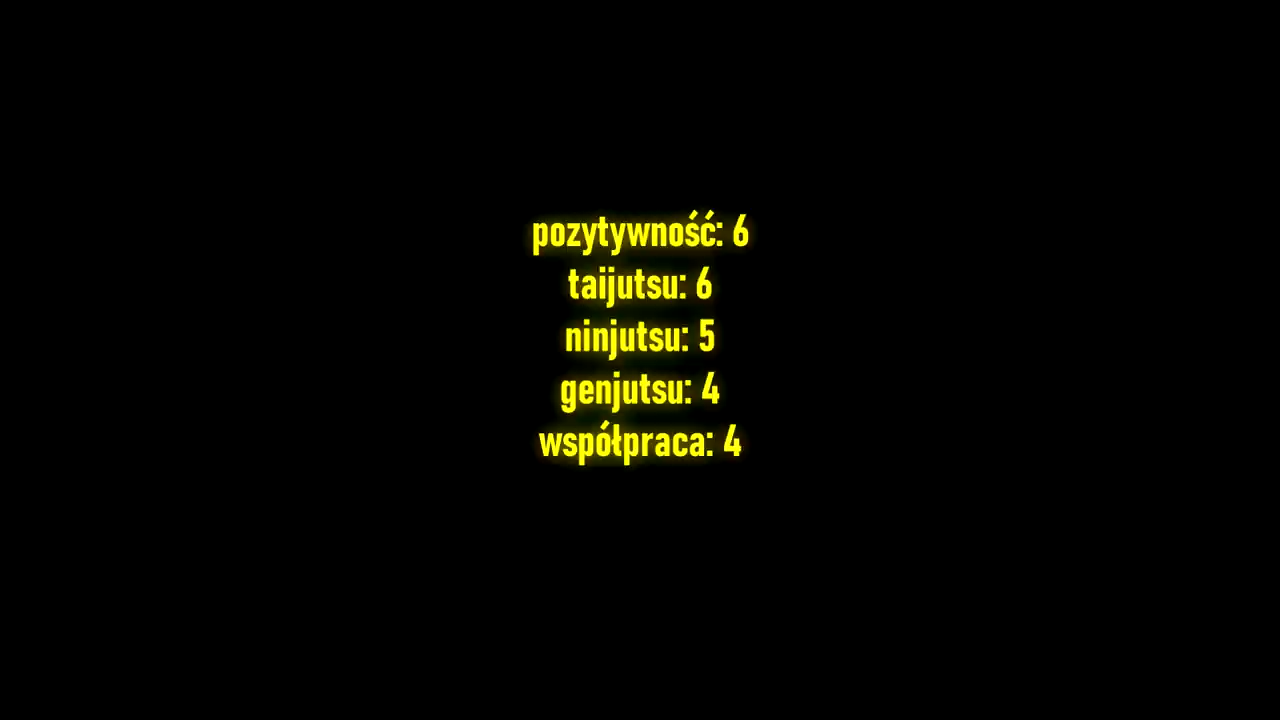 pozytywność: 6
taijutsu: 6
ninjutsu: 5
genjutsu: 4
współpraca: 4